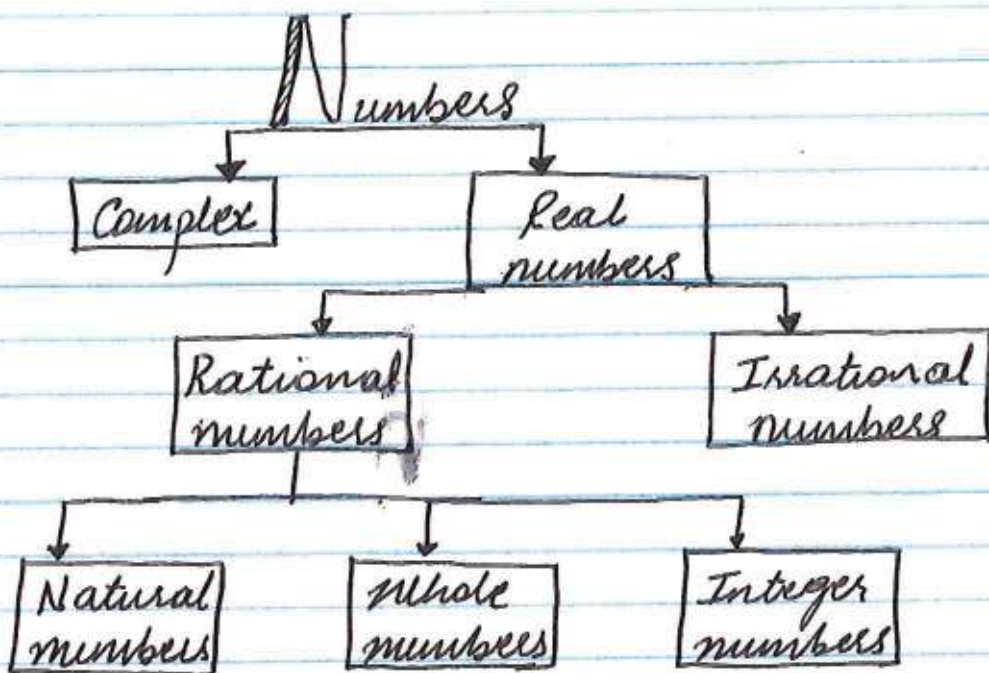 Numbers
Complex
Real
numbers
Rational
numbers
Irrational
numbers
Natural
numbers
Whole
numbers
Integer
numbers